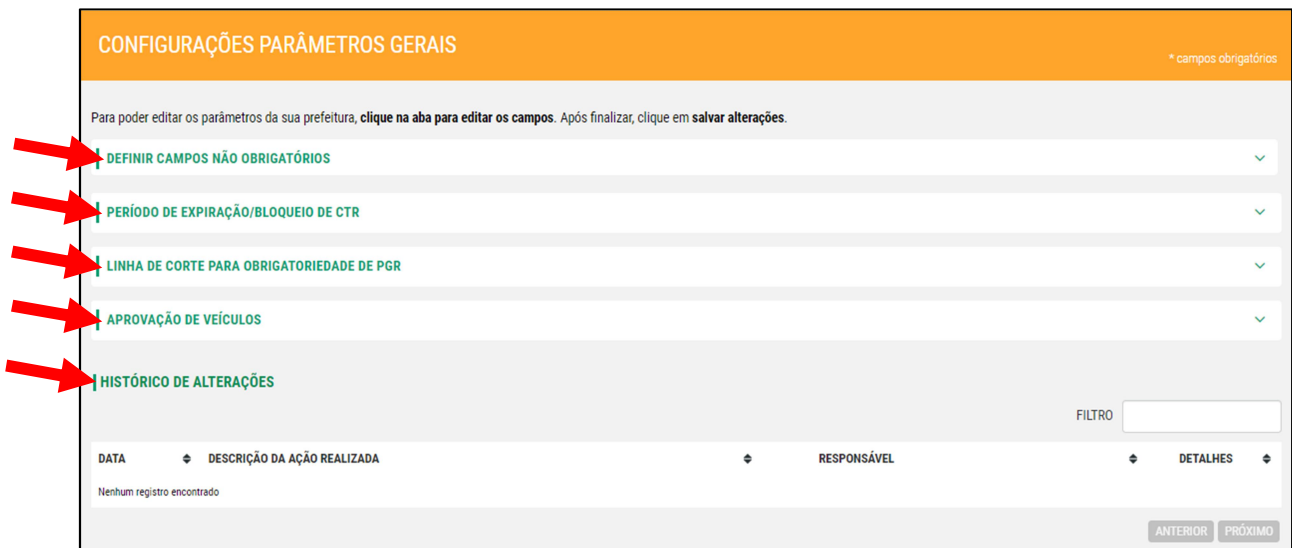 CONFIGURAÇÕES PARÂMETROS GERAIS
* campos obrigatórios
Para poder editar os parâmetros da sua prefeitura, clique na aba para editar os campos. Após finalizar, clique em salvar alterações.
DEFINIR CAMPOS NÃO OBRIGATÓRIOS
PERÍODO DE EXPIRAÇÃO/BLOQUEIO DE CTR
LINHA DE CORTE PARA OBRIGATORIEDADE DE PGR
APROVAÇÃO DE VEÍCULOS
HISTÓRICO DE ALTERAÇÕES
FILTRO
DATA DESCRIÇÃO DA AÇÃO REALIZADA RESPONSÁVEL DETALHES
Nenhum registro encontrado
ANTERIOR PRÓXIMO